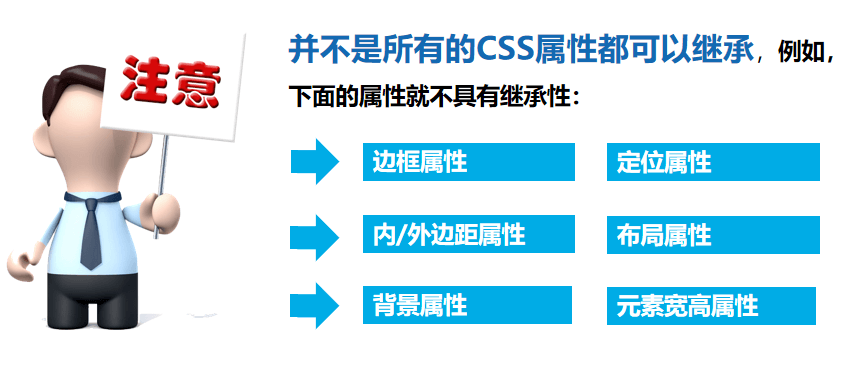 注意
并不是所有的CSS属性都可以继承，例如，
下面的属性就不具有继承性：
边框属性
定位属性
内/外边距属性
布局属性
背景属性
元素宽高属性